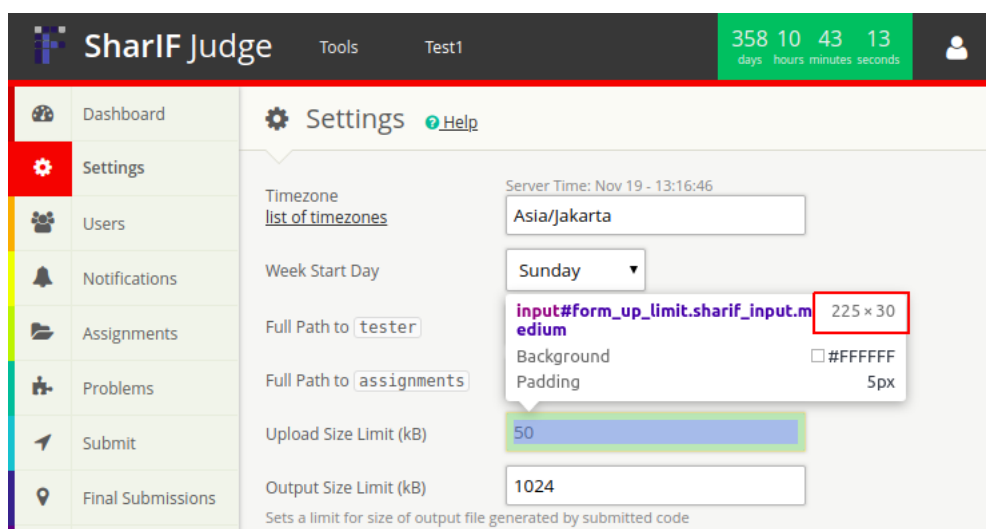 SharIF Judge
Tools
Test1
358 10 43 13
days hours minutes seconds
Dashboard
Settings
Users
Notifications
Assignments
Problems
Submit
Final Submissions
Settings Help
Server Time: Nov 19 - 13:16:46
Timezone
list of timezones
Asia/Jakarta
Week Start Day
Sunday
Full Path to tester
input#form_up_limit.sharif_input.m
edium
225 × 30
Background
#FFFFFF
Padding
5px
Full Path to assignments
Upload Size Limit (kB)
50
Output Size Limit (kB)
1024
Sets a limit for size of output file generated by submitted code